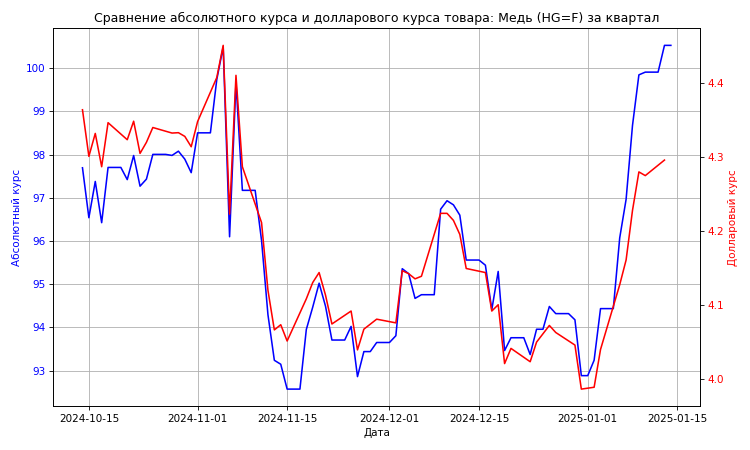 Сравнение абсолютного курса и долларового курса товара: Медь (HG=F) за квартал
Абсолютный курс
100
99
98
97
96
95
94
93
4.4
4.3
4.2
4.1
4.0
Долларовый курс
2024-10-15 2024-11-01 2024-11-15 2024-12-01 2024-12-15 2025-01-01 2025-01-15
Дата